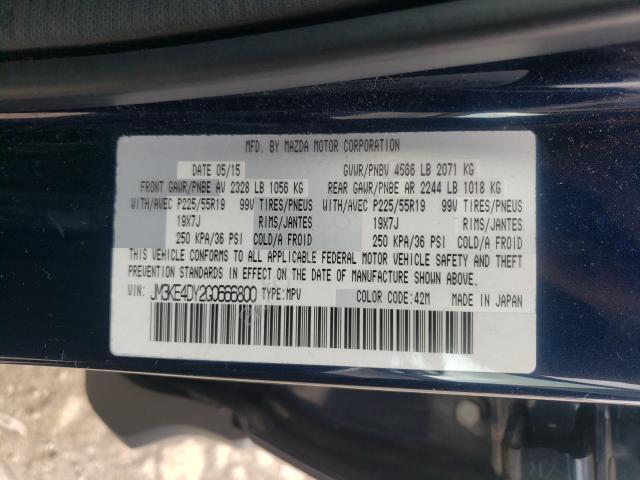 MFD. BY MAZDA MOTOR CORPORATION
DATE 05/15 GVWR/PNBV 4566 LB 2071 KG
FRONT GAWR/PNBE AV 2328 LB 1056 KG REAR GAWR/PNBE AR 2244 LB 1018 KG
WITH/AVEC P225/55R19 99V TIRES/PNEUS WITH/AVEC P225/55R19 99V TIRES/PNEUS
19X7J RIMS/JANTES 19X7J RIMS/JANTES
250 KPA/36 PSI COLD/A FROID 250 KPA/36 PSI COLD/A FROID
THIS VEHICLE CONFORMS TO ALL APPLICABLE FEDERAL MOTOR VEHICLE SAFETY AND THEFT
PREVENTION STANDARDS IN EFFECT ON THE DATE OF MANUFACTURE SHOWN ABOVE.
VIN: JM3KE4DY2G0666800 TYPE:MPV COLOR CODE:42M MADE IN JAPAN